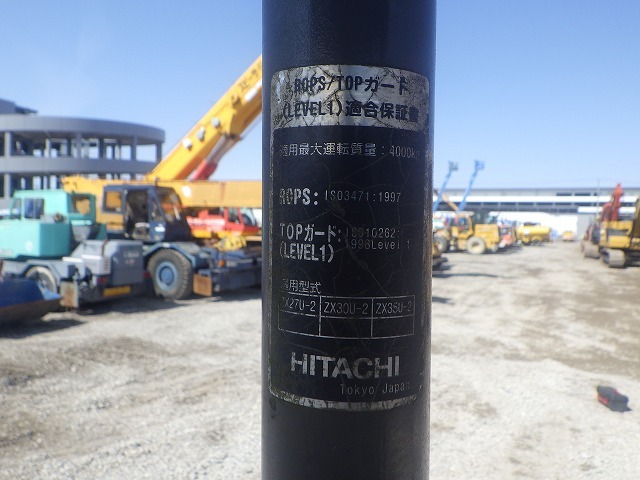 ROPS/TOPガード
(LEVEL1)適合保証書
適用最大運転質量:4000kg
ROPS: ISO3471:1997
TOPガード: ISO10262:
(LEVEL1) 1998Level 1
適用型式
ZX27U-2 ZX30U-2 ZX35U-2
HITACHI
Tokyo Japan